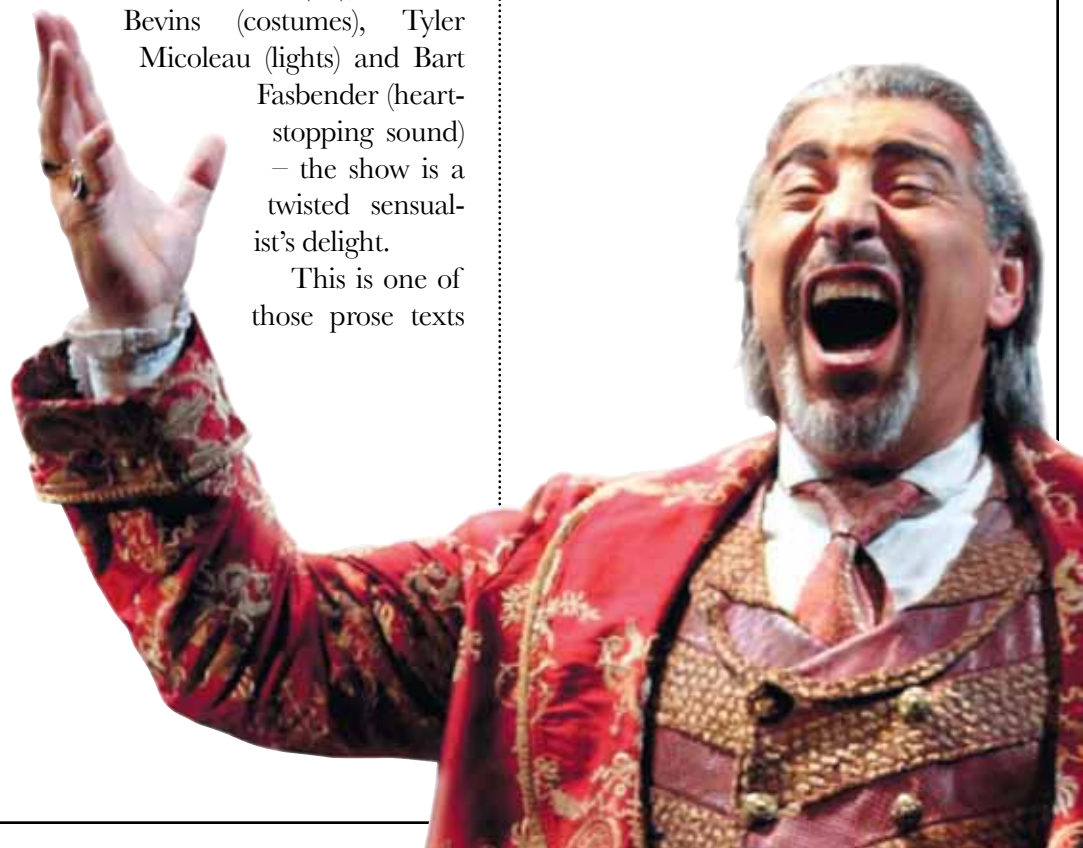 Bevins (costumes), Tyler
Micoleau (lights) and Bart
Fasbender (heart-
stopping sound)
– the show is a
twisted sensual-
ist's delight.
This is one of
those prose texts